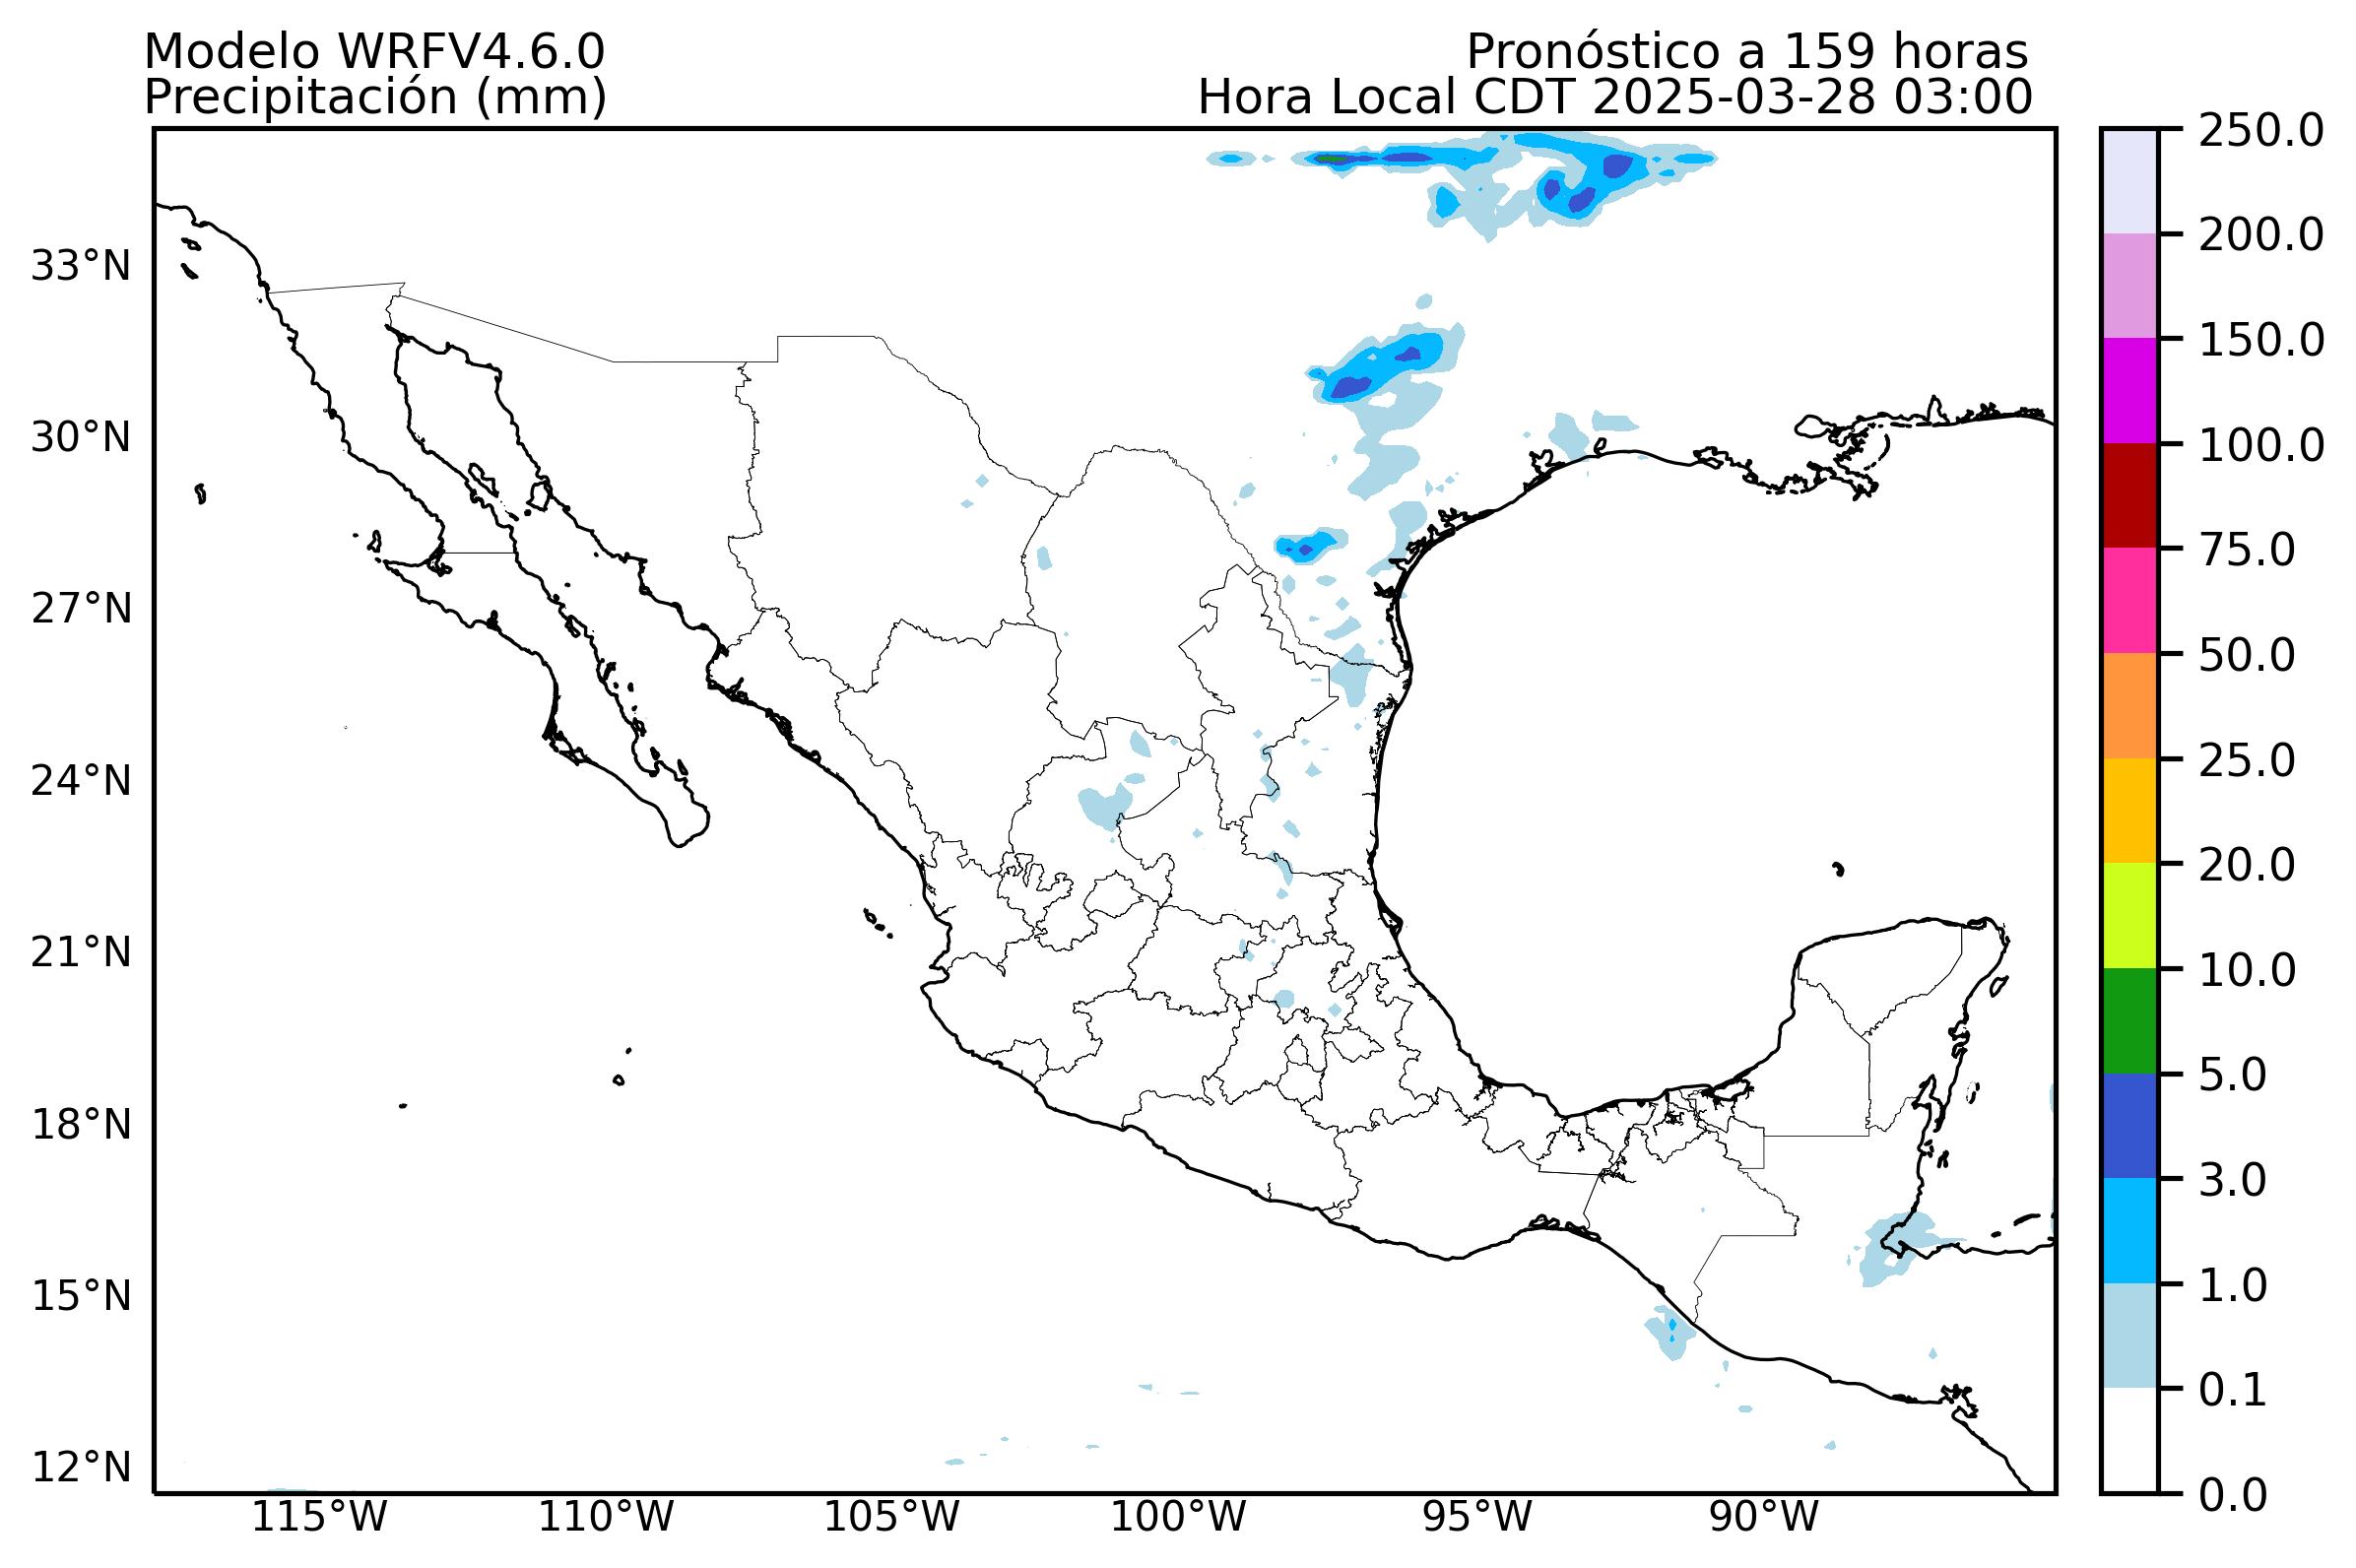 Modelo WRFV4.6.0
Pronóstico a 159 horas
Precipitación (mm)
Hora Local CDT 2025-03-28 03:00
33°N
30°N
27°N
24°N
21°N
18°N
15°N
12°N
115°W
110°W
105°W
100°W
95°W
90°W
250.0
200.0
150.0
100.0
75.0
50.0
25.0
20.0
10.0
5.0
3.0
1.0
0.1
0.0